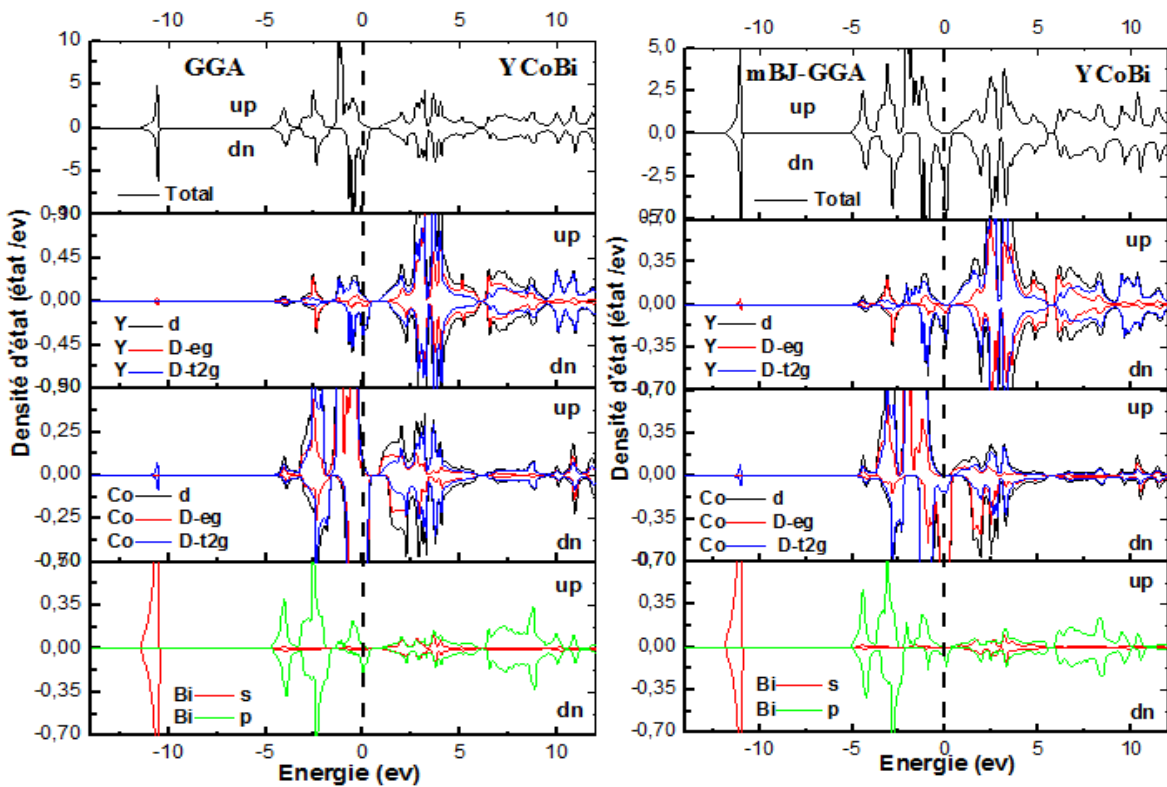 -10 -5 0 5 10
GGA YCoBi
up
dn
Total
10
5
0
-5
up
dn
Y d
Y D-eg
Y D-t2g
0,45
0,00
-0,45
up
dn
Co d
Co D-eg
Co D-t2g
0,25
0,00
-0,25
up
dn
Bi s
Bi p
0,35
0,00
-0,35
-0,70
-10 -5 0 5 10
Energie (ev)
Densité d'état (état /ev)
-10 -5 0 5 10
mBJ-GGA YCoBi
up
dn
Total
5,0
2,5
0,0
-2,5
up
dn
Y d
Y D-eg
Y D-t2g
0,35
0,00
-0,35
-0,70
up
dn
Co d
Co D-eg
Co D-t2g
0,35
0,00
-0,35
up
dn
Bi s
Bi p
0,35
0,00
-0,35
-0,70
-10 -5 0 5 10
Energie (ev)
Densité d'état (état /ev)